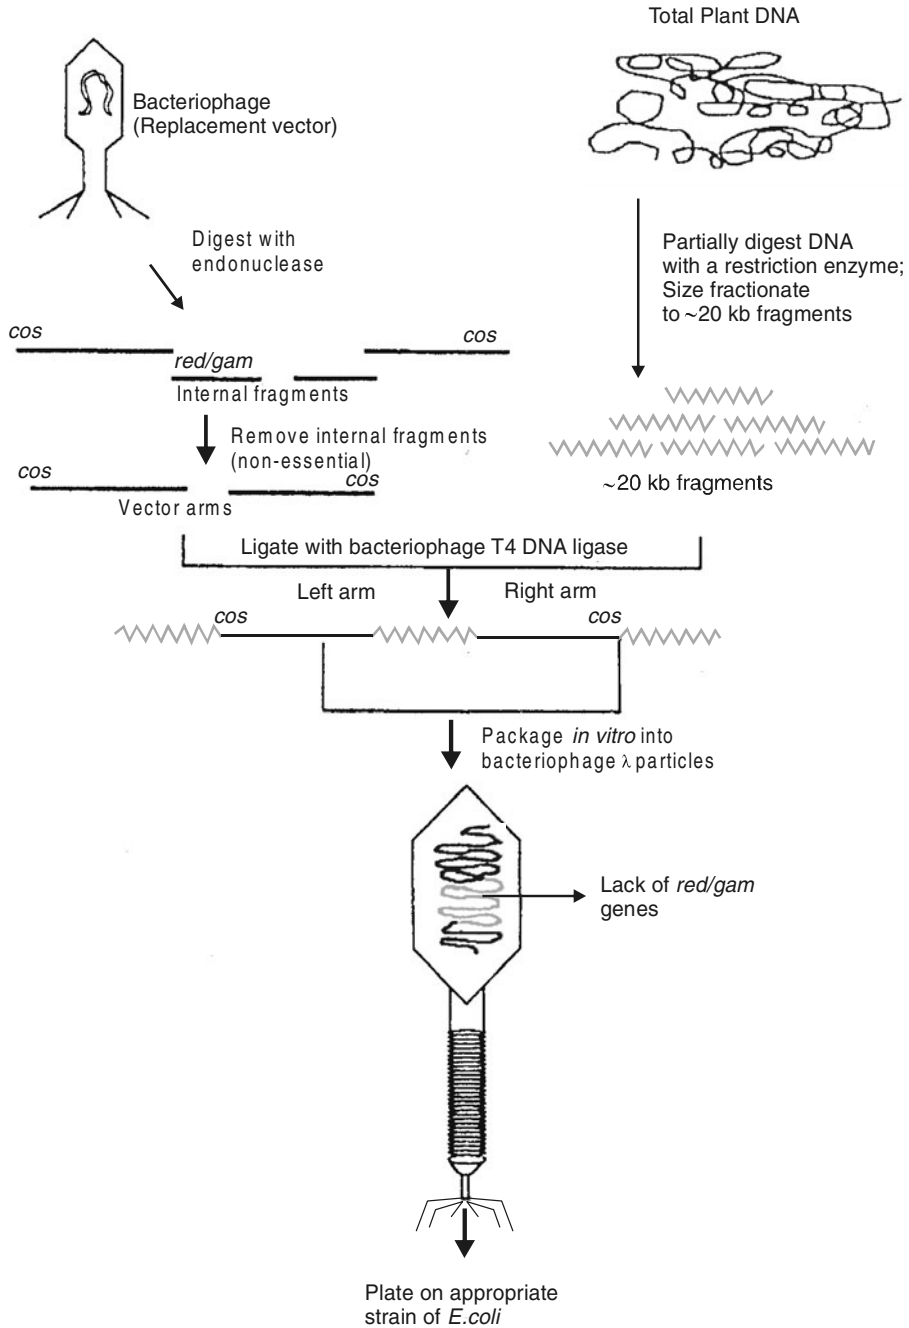 Total Plant DNA
Bacteriophage
(Replacement vector)
Digest with
endonuclease
Partially digest DNA
with a restriction enzyme;
Size fractionate
to ~20 kb fragments
cos
cos
red/gam
Internal fragments
Remove internal fragments
(non-essential)
cos
cos
Vector arms
~20 kb fragments
Ligate with bacteriophage T4 DNA ligase
Left arm
Right arm
cos
cos
Package in vitro into
bacteriophage λ particles
Lack of red/gam
genes
Plate on appropriate
strain of E.coli